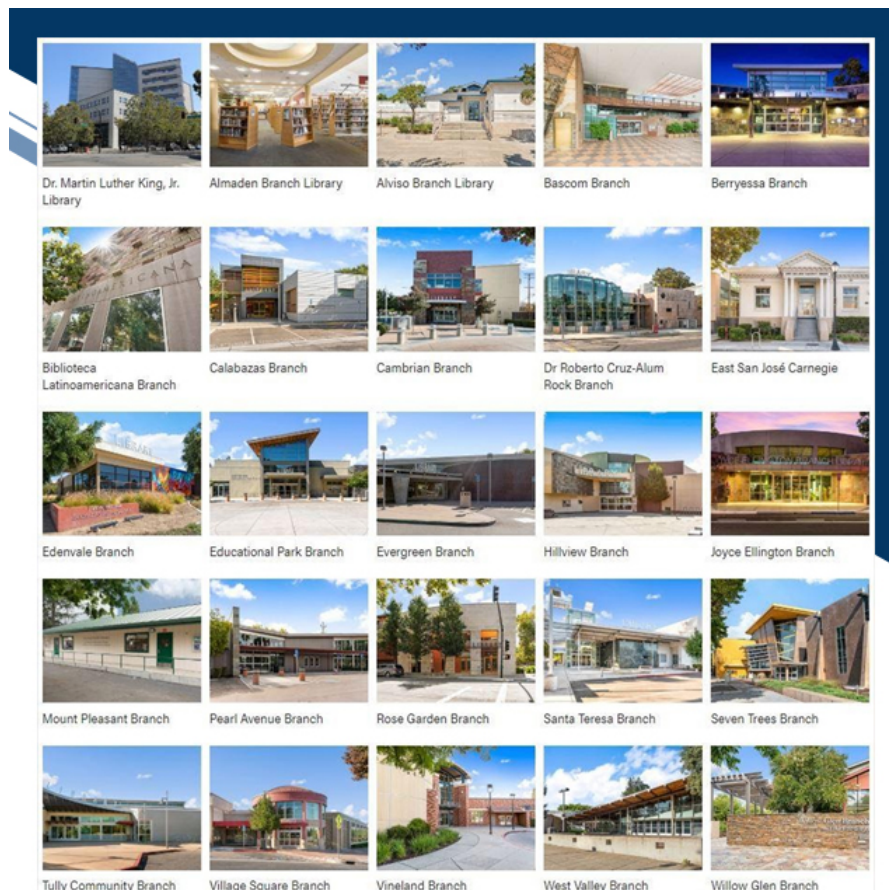 Dr. Martin Luther King, Jr.
Library
Almaden Branch Library
Alviso Branch Library
Bascom Branch
Berryessa Branch
Biblioteca
Latinoamericana Branch
Calabazas Branch
Cambrian Branch
Dr Roberto Cruz-Alum
Rock Branch
East San José Carnegie
Edenvale Branch
Educational Park Branch
Evergreen Branch
Hillview Branch
Joyce Ellington Branch
Mount Pleasant Branch
Pearl Avenue Branch
Rose Garden Branch
Santa Teresa Branch
Seven Trees Branch
Tully Community Branch
Village Square Branch
Vineland Branch
West Valley Branch
Willow Glen Branch